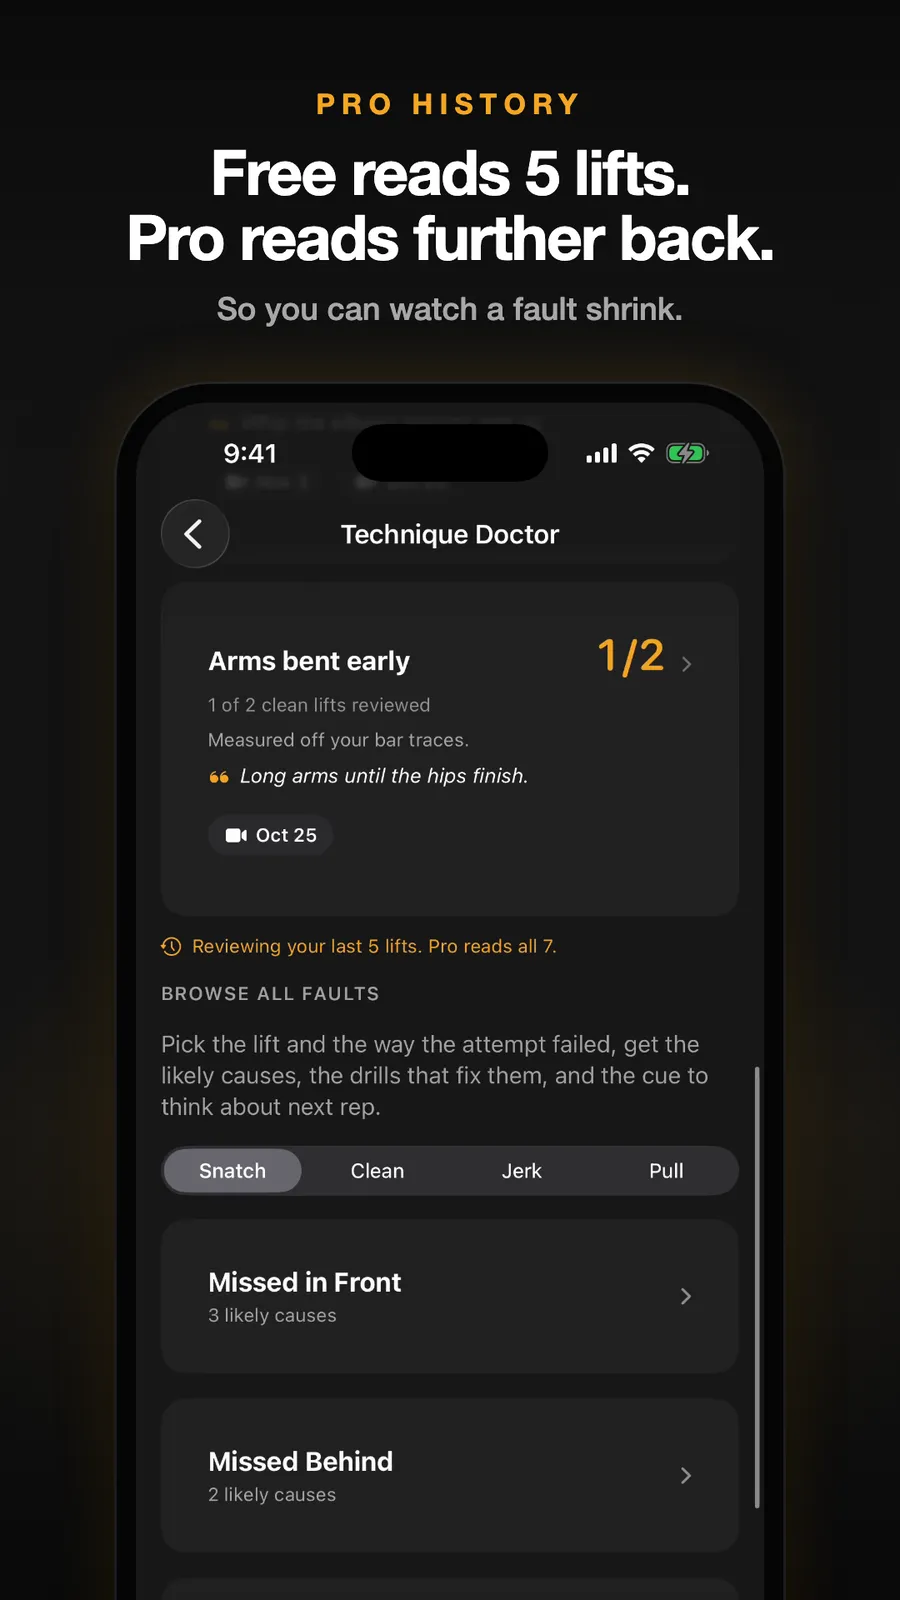 PRO HISTORY
Free reads 5 lifts.
Pro reads further back.
So you can watch a fault shrink.
9:41
Technique Doctor
Arms bent early
1/2
1 of 2 clean lifts reviewed
Measured off your bar traces.
Long arms until the hips finish.
Oct 25
Reviewing your last 5 lifts. Pro reads all 7.
BROWSE ALL FAULTS
Pick the lift and the way the attempt failed, get the
likely causes, the drills that fix them, and the cue to
think about next rep.
Snatch Clean Jerk Pull
Missed in Front
3 likely causes
Missed Behind
2 likely causes